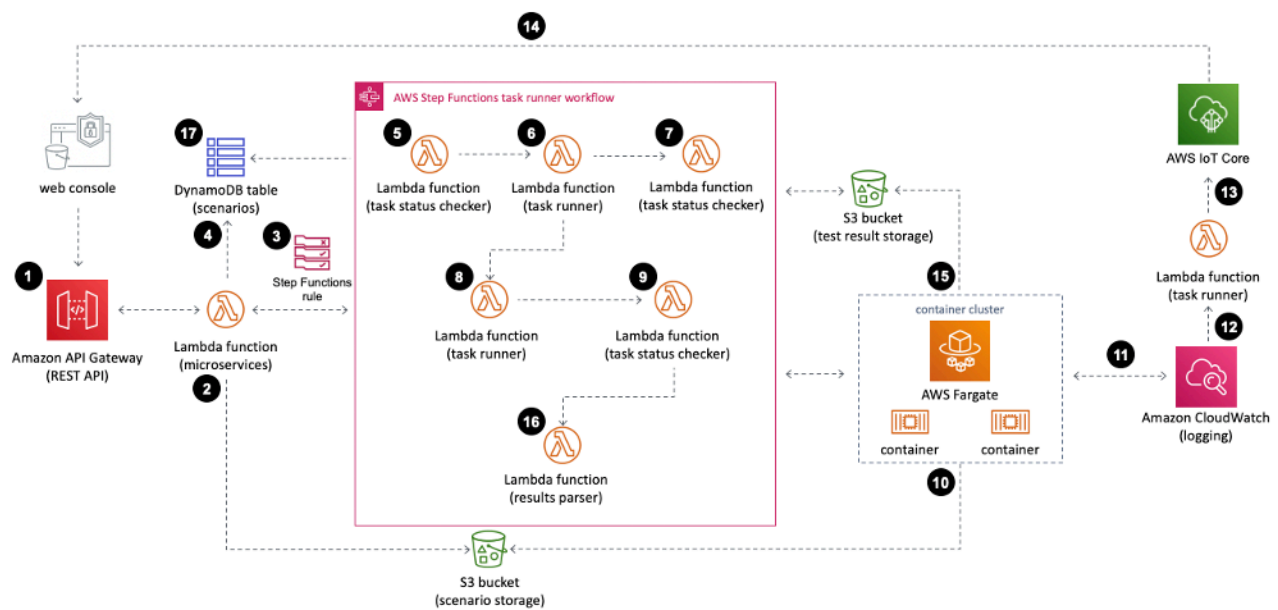 14
AWS Step Functions task runner workflow
17
5
6
7
web console
AWS IoT Core
DynamoDB table
(scenarios)
Lambda function
(task status checker)
Lambda function
(task runner)
Lambda function
(task status checker)
S3 bucket
(test result storage)
13
4
3
Step Functions
rule
1
8
9
15
Lambda function
(task runner)
container cluster
12
Amazon API Gateway
(REST API)
Lambda function
(microservices)
Lambda function
(task runner)
Lambda function
(task status checker)
11
2
AWS Fargate
Amazon CloudWatch
(logging)
16
container
container
Lambda function
(results parser)
10
S3 bucket
(scenario storage)